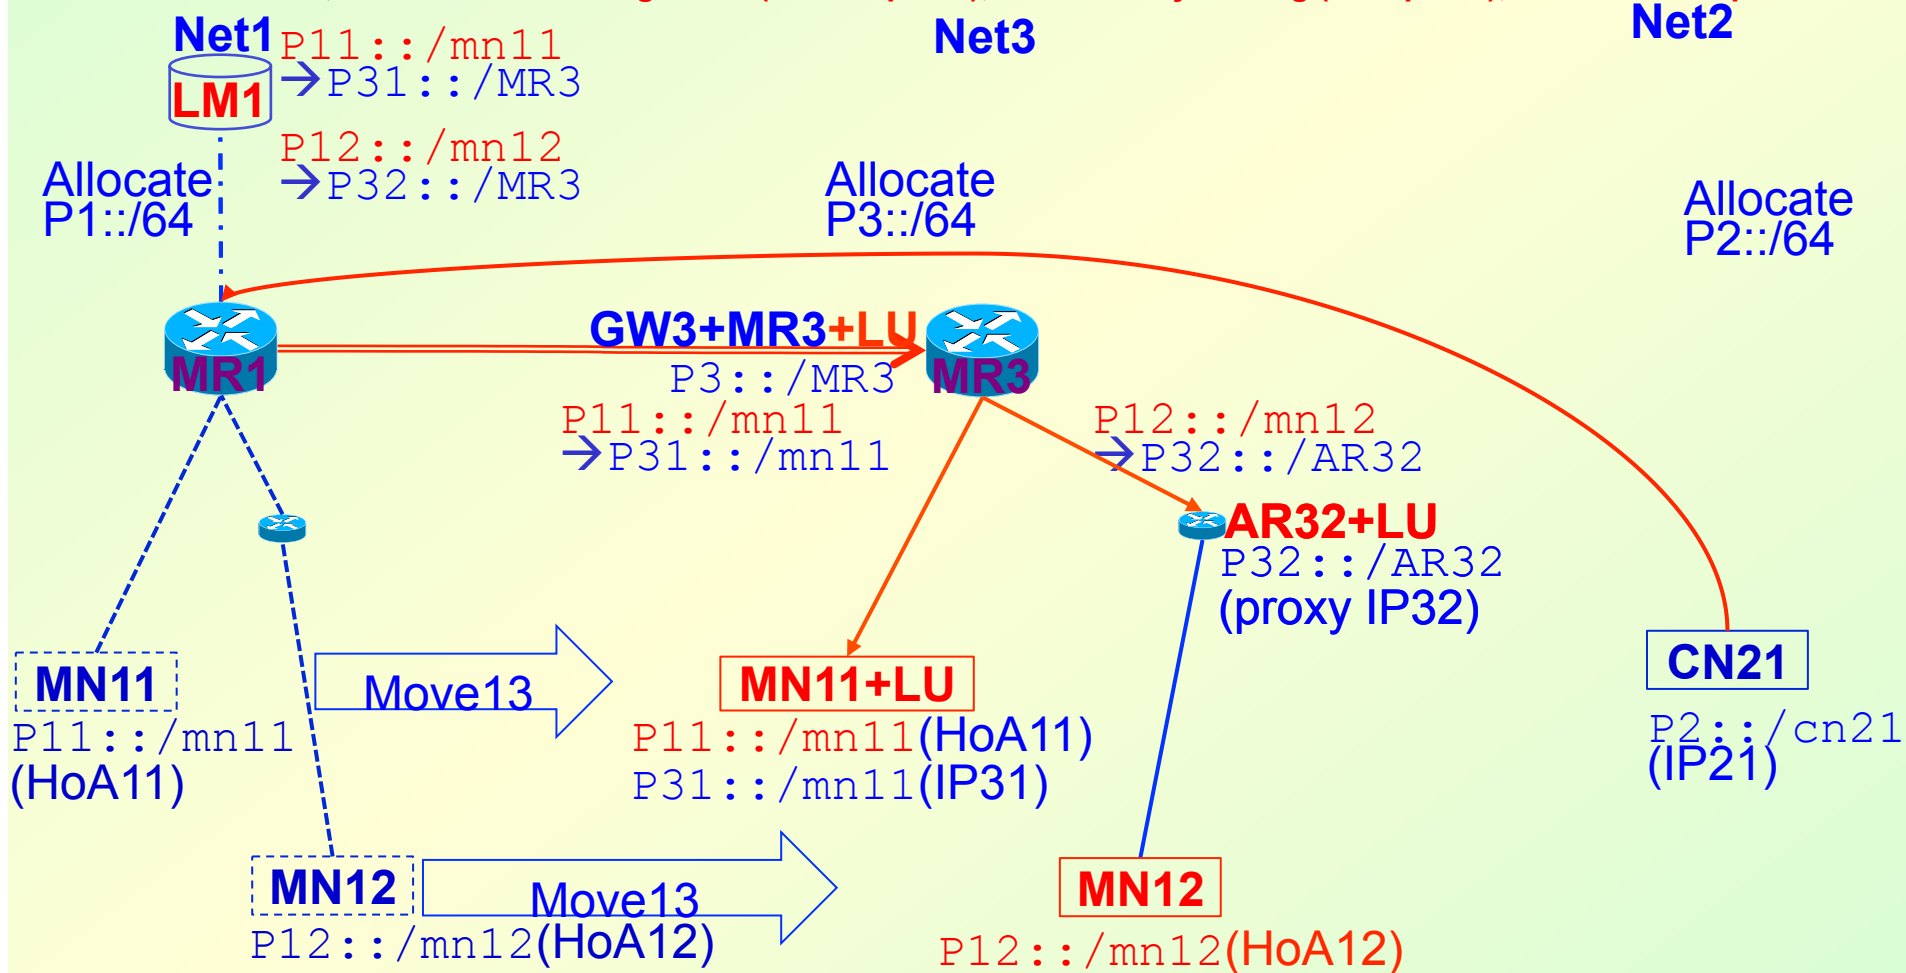 Net1
P11::/mn11
→P31::/MR3
Net3
Net2
LM1
P12::/mn12
→P32::/MR3
Allocate
P1::/64
Allocate
P3::/64
Allocate
P2::/64
GW3+MR3+LU
MR1
P3::/MR3
MR3
P11::/mn11
→P31::/mn11
P12::/mn12
→P32::/AR32
AR32+LU
P32::/AR32
(proxy IP32)
MN11
Move13
MN11+LU
CN21
P11::/mn11
(HoA11)
P11::/mn11(HoA11)
P31::/mn11(IP31)
P2::/cn21
(IP21)
MN12
Move13
MN12
P12::/mn12(HoA12)
P12::/mn12(HoA12)